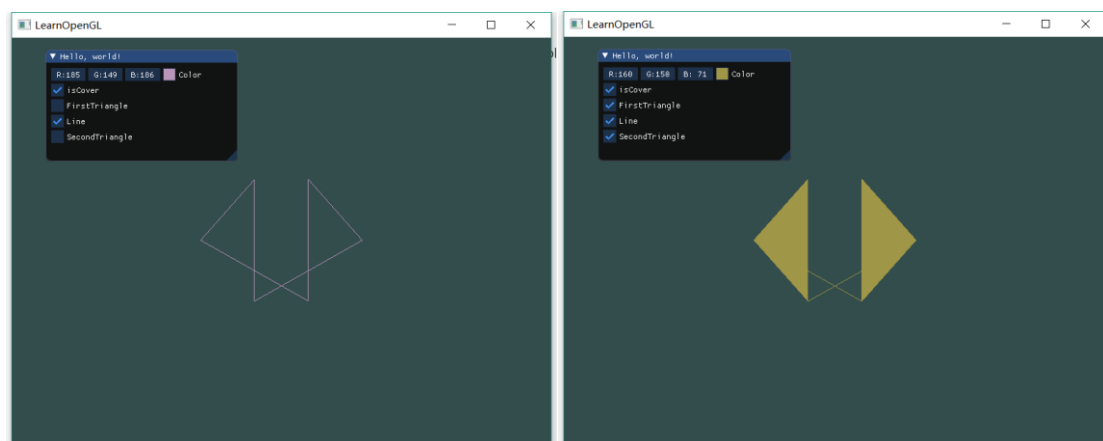 LearnOpenGL
Hello, world!
R:185 G:149 B:186 Color
isCover
FirstTriangle
Line
SecondTriangle
LearnOpenGL
Hello, world!
R:160 G:150 B: 71 Color
isCover
FirstTriangle
Line
SecondTriangle